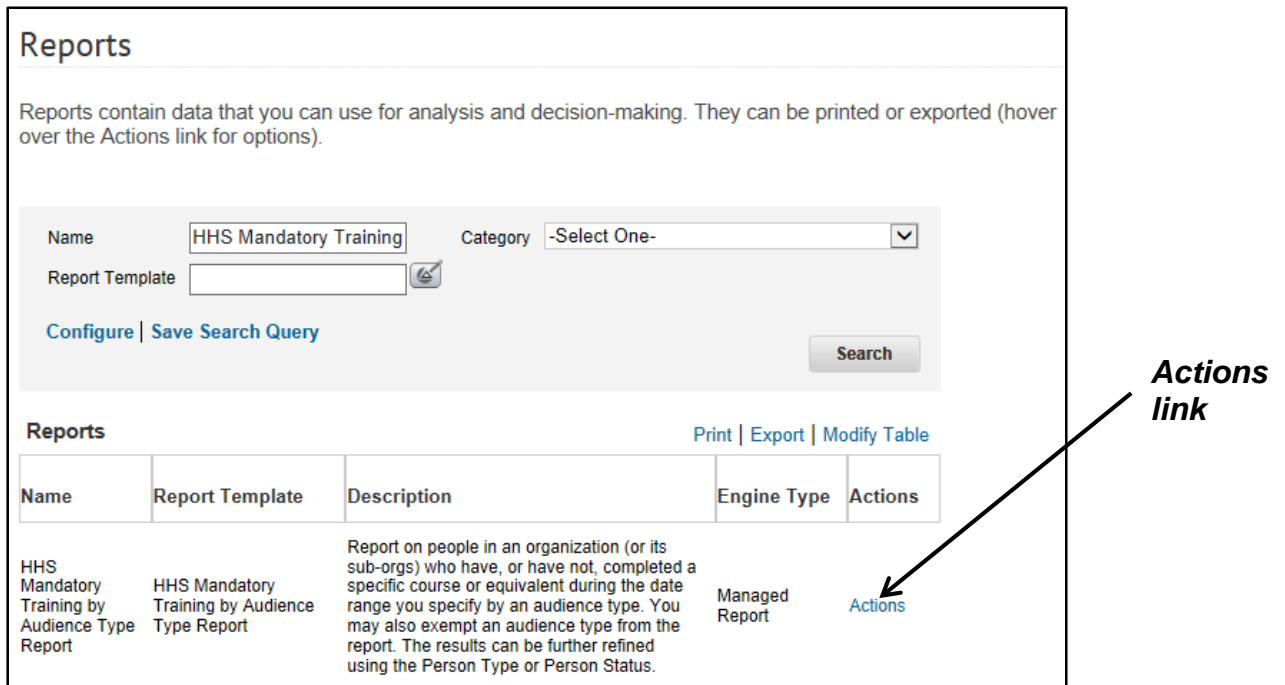 Reports
Reports contain data that you can use for analysis and decision-making. They can be printed or exported (hover
over the Actions link for options).
Name HHS Mandatory Training Category -Select One-
Report Template
Configure | Save Search Query
Search
Actions
link
Reports Print | Export | Modify Table
Name Report Template Description Engine Type Actions
HHS
Mandatory
Training by
Audience Type
Report
HHS Mandatory
Training by Audience
Type Report
Report on people in an organization (or its
sub-orgs) who have, or have not, completed a
specific course or equivalent during the date
range you specify by an audience type. You
may also exempt an audience type from the
report. The results can be further refined
using the Person Type or Person Status.
Managed
Report
Actions